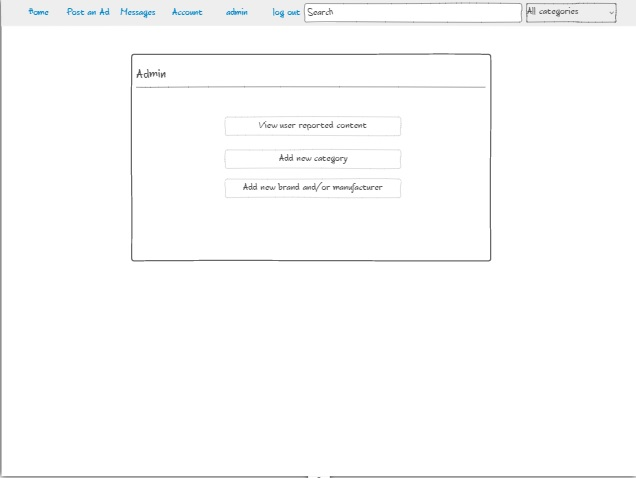 Home Post an Ad Messages Account admin log out Search All categories
Admin
View user reported content
Add new category
Add new brand and/or manufacturer